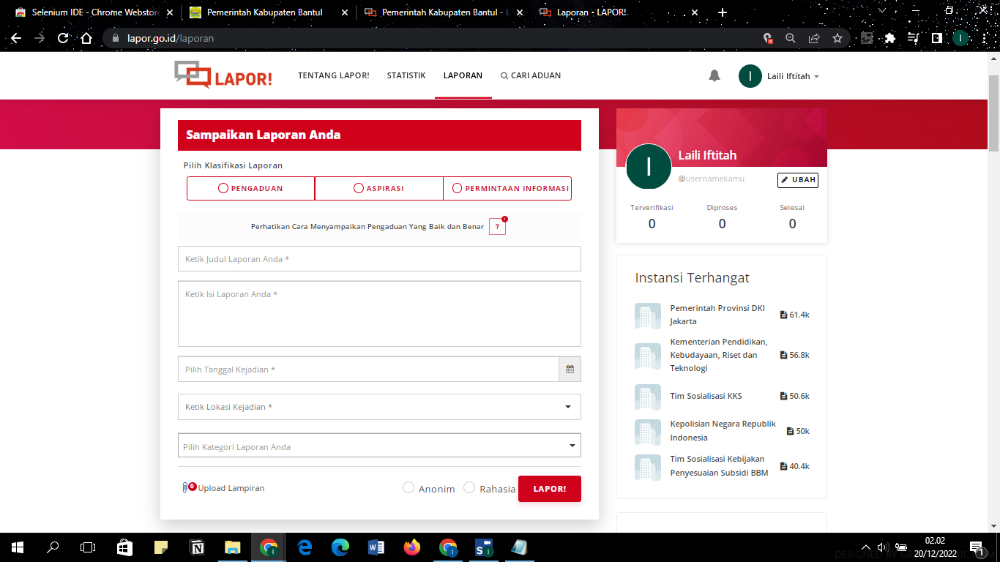 Selenium IDE - Chrome Webstore
Pemerintah Kabupaten Bantul
Pemerintah Kabupaten Bantul - L
Laporan - LAPOR!
lapor.go.id/laporan
I
LAPOR!
TENTANG LAPOR!
STATISTIK
LAPORAN
CARI ADUAN
I
Laili Iftitah
Sampaikan Laporan Anda
Pilih Klasifikasi Laporan
PENGADUAN
ASPIRASI
PERMINTAAN INFORMASI
Perhatikan Cara Menyampaikan Pengaduan Yang Baik dan Benar
?
!
Ketik Judul Laporan Anda *
Ketik Isi Laporan Anda *
Pilih Tanggal Kejadian *
Ketik Lokasi Kejadian *
Pilih Kategori Laporan Anda
0
Upload Lampiran
Anonim
Rahasia
LAPOR!
I
Laili Iftitah
@usernamekamu
UBAH
Terverifikasi
Diproses
Selesai
0
0
0
Instansi Terhangat
Pemerintah Provinsi DKI
Jakarta
61.4k
Kementerian Pendidikan,
Kebudayaan, Riset dan
Teknologi
56.8k
Tim Sosialisasi KKS
50.6k
Kepolisian Negara Republik
Indonesia
50k
Tim Sosialisasi Kebijakan
Penyesuaian Subsidi BBM
40.4k
02.02
20/12/2022
1